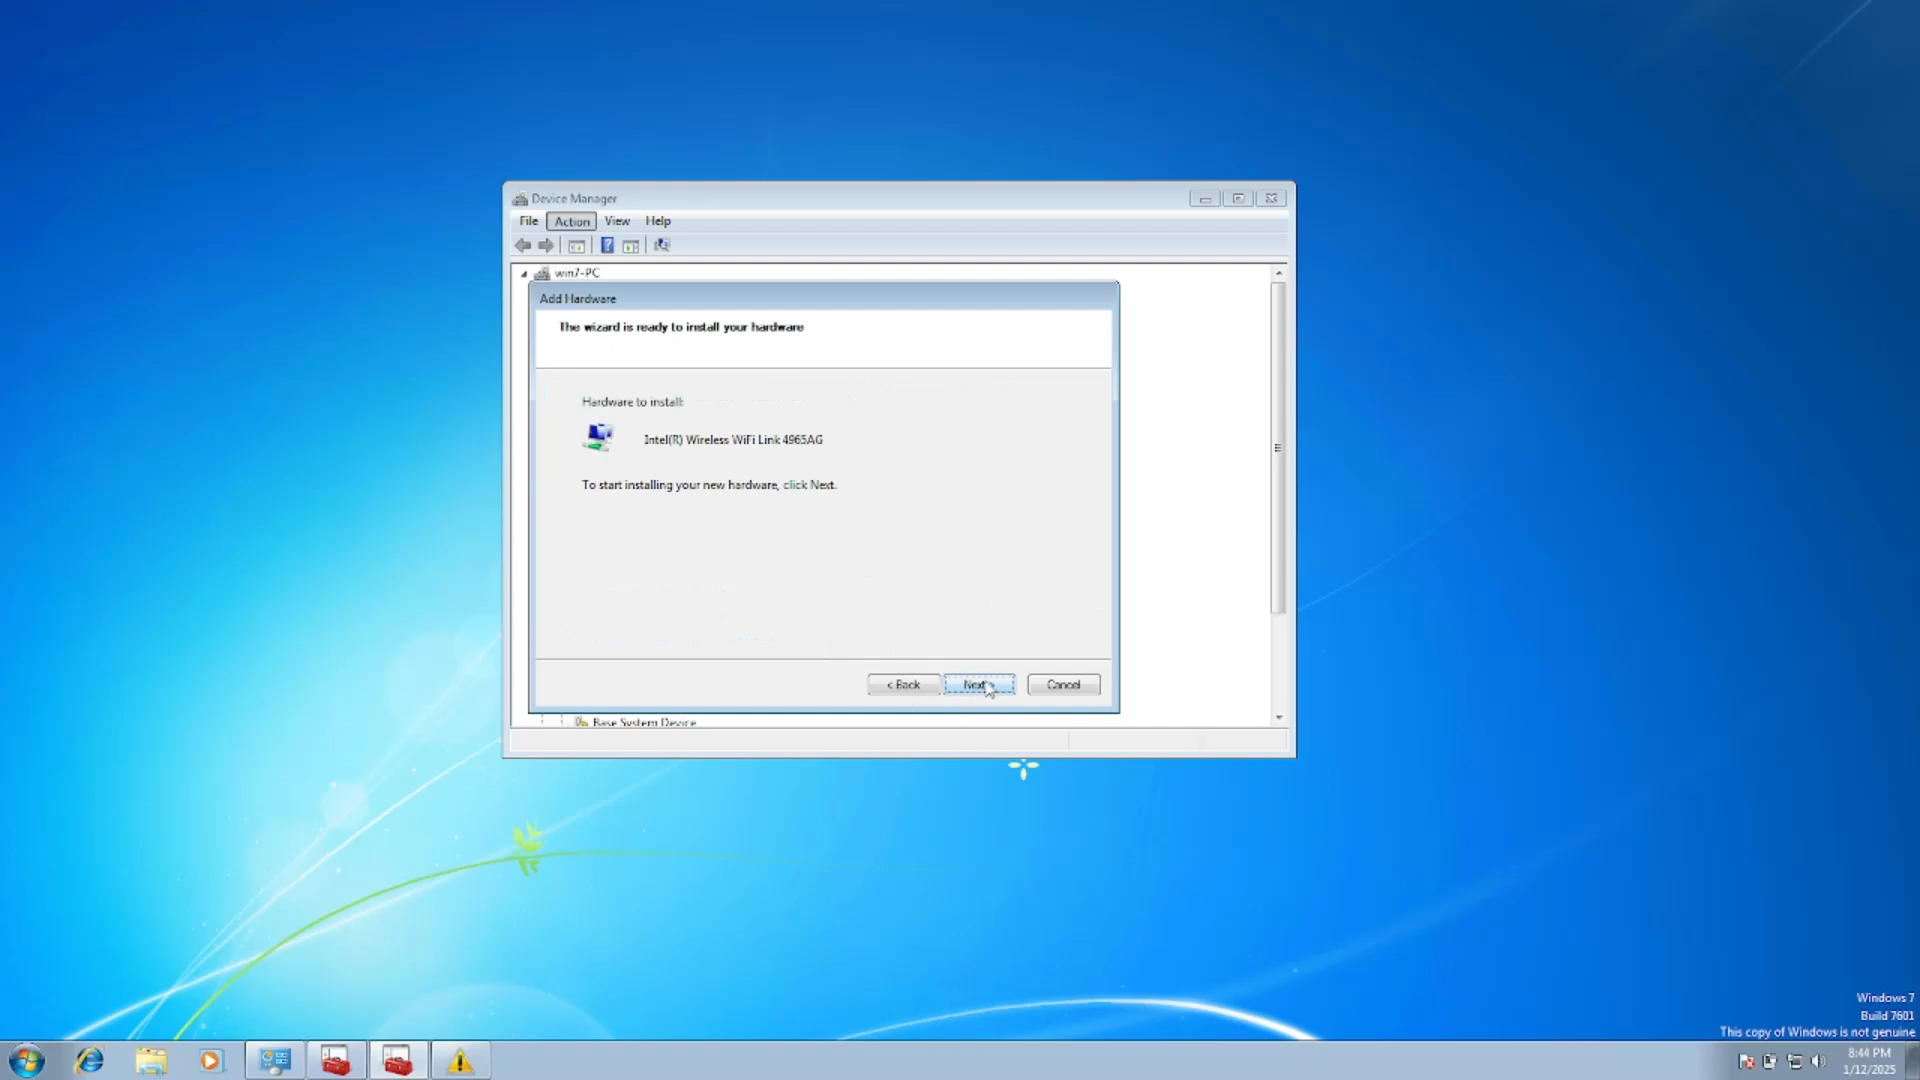 Device Manager
File Action View Help
win7-PC
Add Hardware
The wizard is ready to install your hardware
Hardware to install:
Intel(R) Wireless WiFi Link 4965AG
To start installing your new hardware, click Next.
< Back Next > Cancel
Base System Device
Windows 7
Build 7601
This copy of Windows is not genuine
8:44 PM
1/12/2025